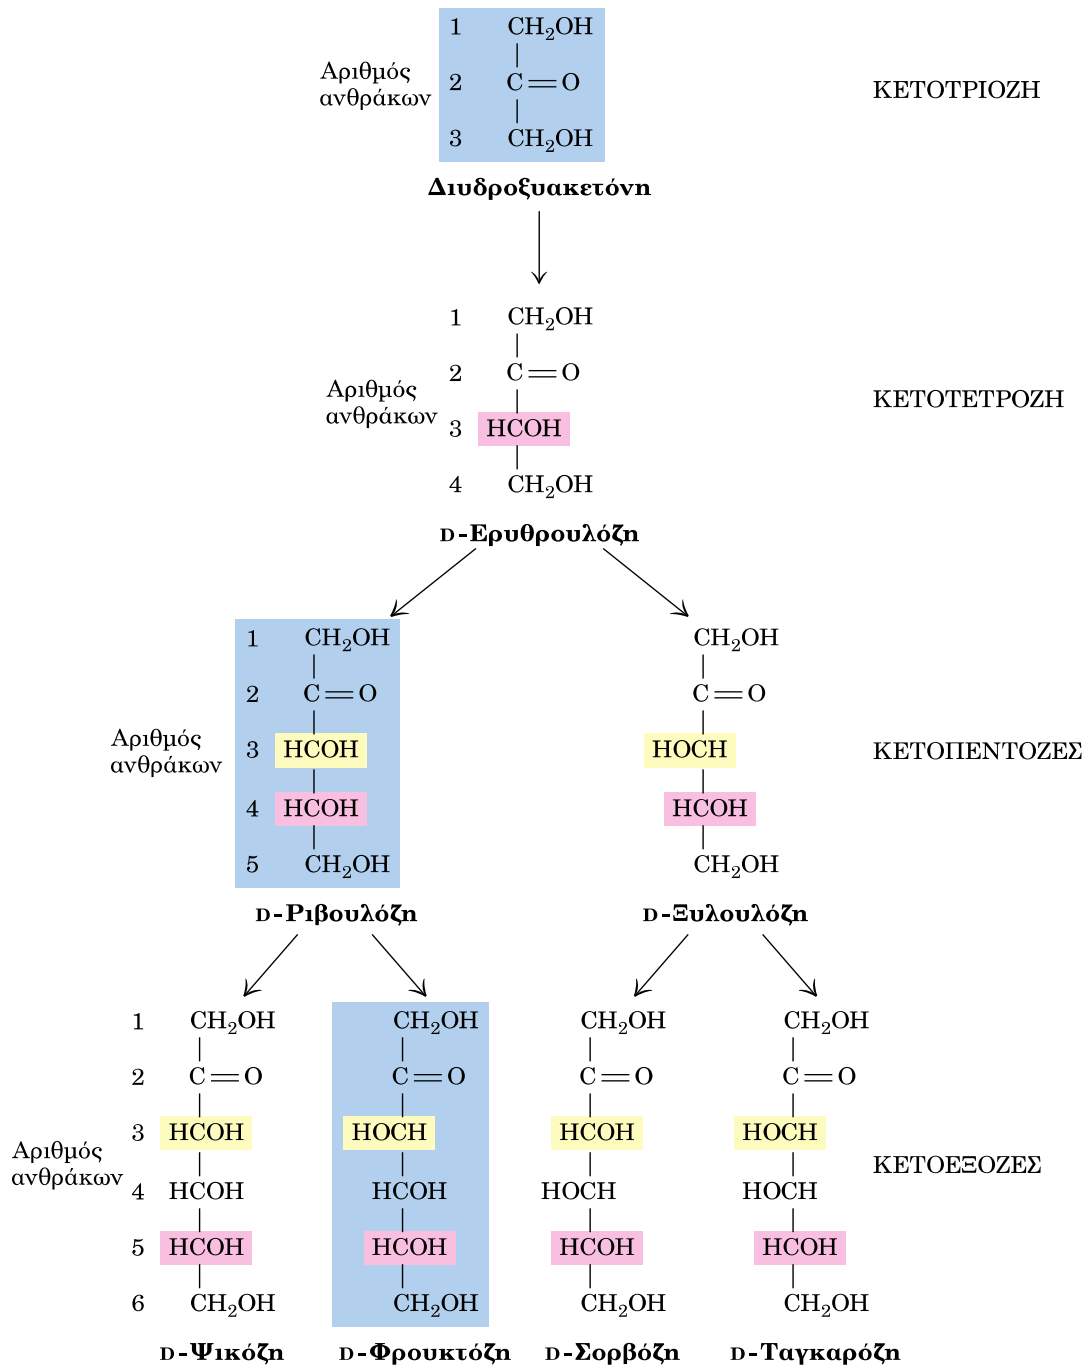 1 CH₂OH
Αριθμός
ανθράκων
2 C=O
ΚΕΤΟΤΡΙΟΖΗ
3 CH₂OH
Διυδροξυακετόνη
1 CH₂OH
2 C=O
Αριθμός
ανθράκων
ΚΕΤΟΤΕΤΡΟΖΗ
3 HCOH
4 CH₂OH
D-Ερυθρουλόζη
1 CH₂OH CH₂OH
2 C=O C=O
Αριθμός
ανθράκων
3 HCOH HOCH ΚΕΤΟΠΕΝΤΟΖΕΣ
4 HCOH HCOH
5 CH₂OH CH₂OH
D-Ριβουλόζη D-Ξυλουλόζη
1 CH₂OH CH₂OH CH₂OH CH₂OH
2 C=O C=O C=O C=O
3 HCOH HOCH HCOH HOCH
Αριθμός
ανθράκων
ΚΕΤΟΕΞΟΖΕΣ
4 HCOH HCOH HOCH HOCH
5 HCOH HCOH HCOH HCOH
6 CH₂OH CH₂OH CH₂OH CH₂OH
D-Ψικόζη D-Φρουκτόζη D-Σορβόζη D-Ταγκαρόζη